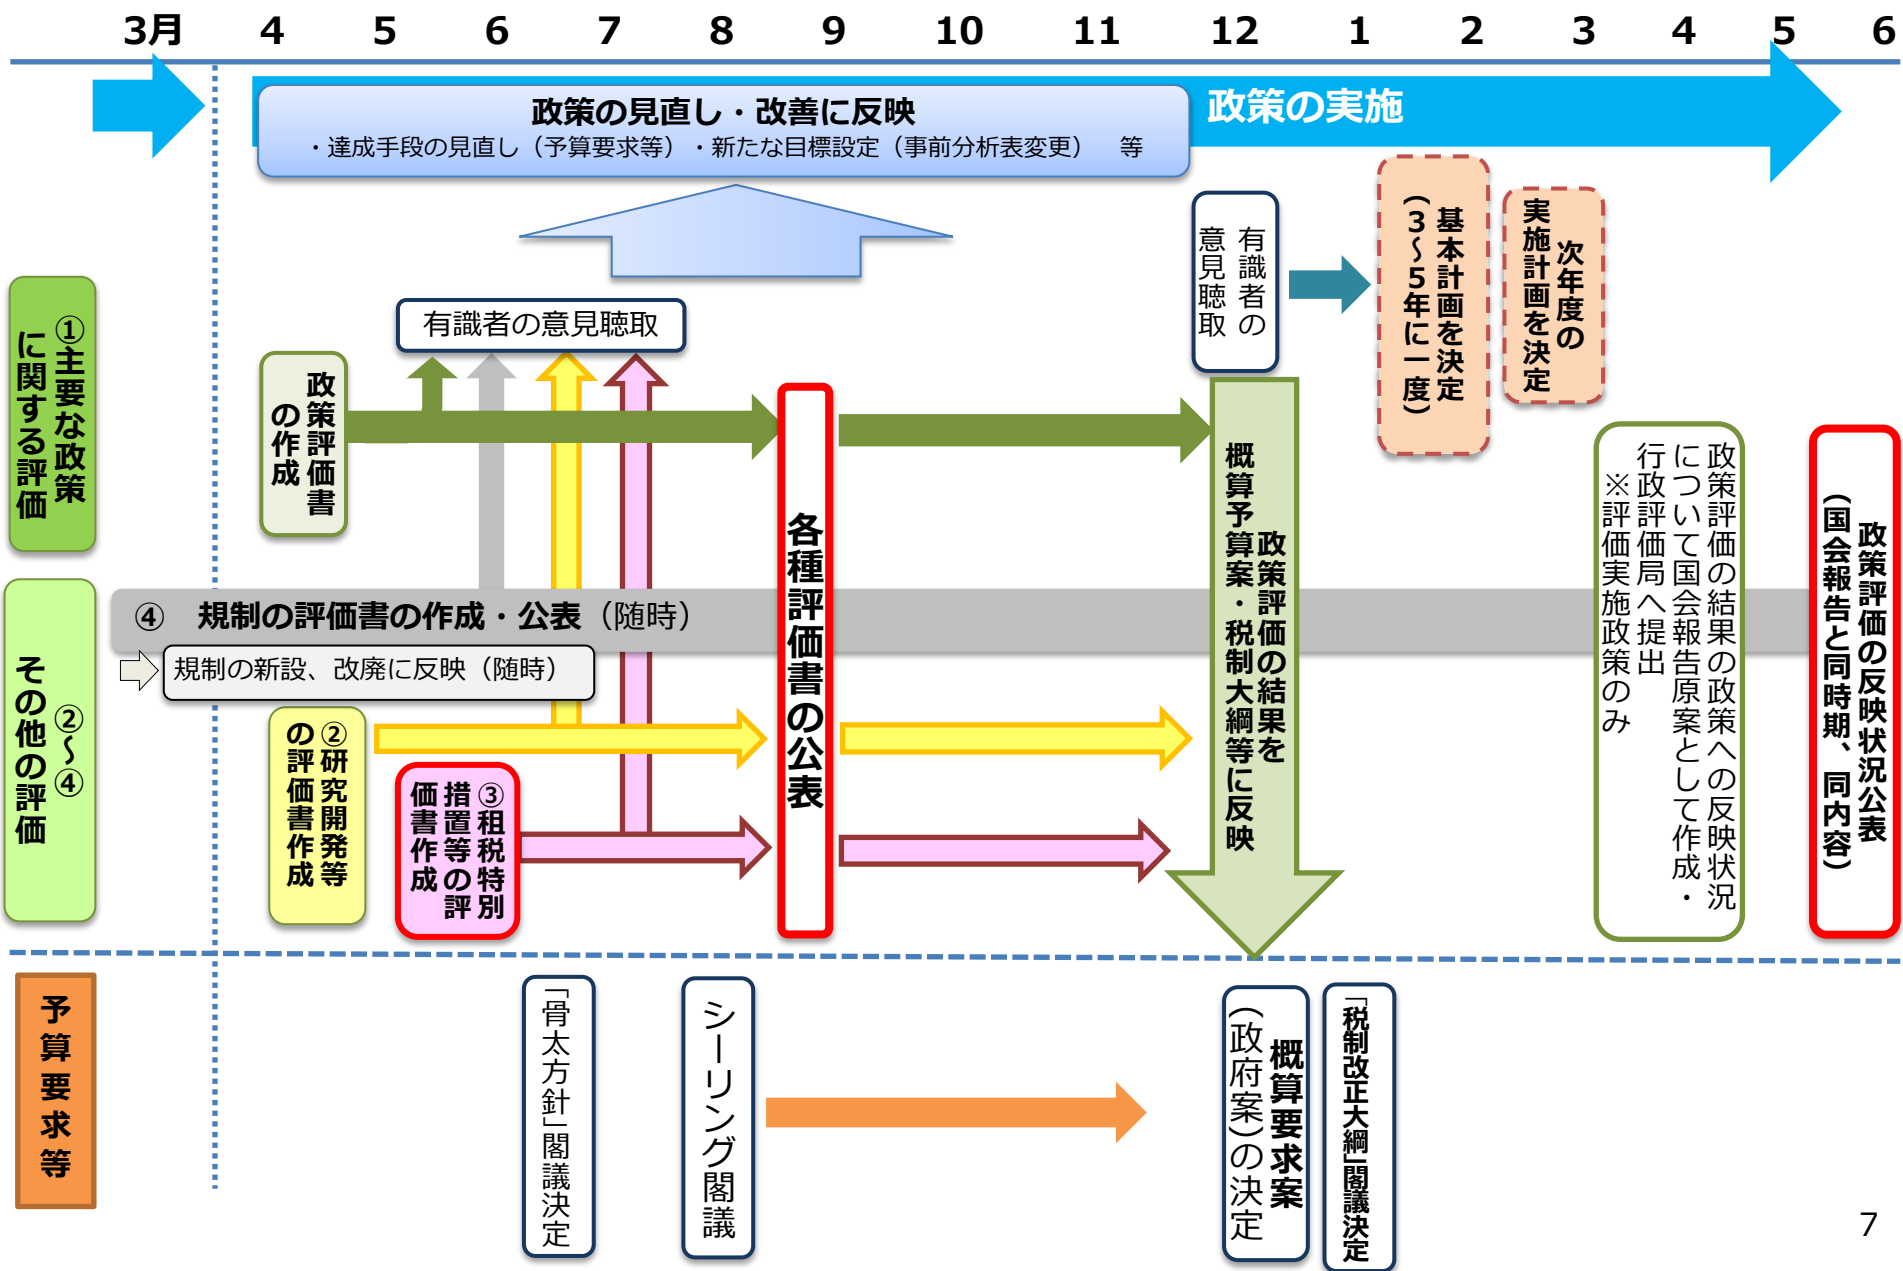 3月 4 5 6 7 8 9 10 11 12 1 2 3 4 5 6
政策の実施
政策の見直し・改善に反映
・達成手段の見直し（予算要求等）・新たな目標設定（事前分析表変更）　等
①主要な政策
に関する評価
政策評価書
の作成
有識者の意見聴取
有識者の
意見聴取
基本計画を決定
（３～５年に一度）
次年度の
実施計画を決定
各種評価書の公表
政策評価の結果を
概算予算案・税制大綱等に反映
政策評価の結果の政策への反映状況
について国会報告原案として作成・
行政評価局へ提出
※評価実施政策のみ
政策評価の反映状況公表
（国会報告と同時期、同内容）
②～④
その他の評価
④　規制の評価書の作成・公表（随時）
規制の新設、改廃に反映（随時）
②研究開発等
の評価書作成
③租税特別
措置等の評
価書作成
予算要求等
「骨太方針」閣議決定
シーリング閣議
概算要求案
（政府案）の決定
「税制改正大綱」閣議決定
7